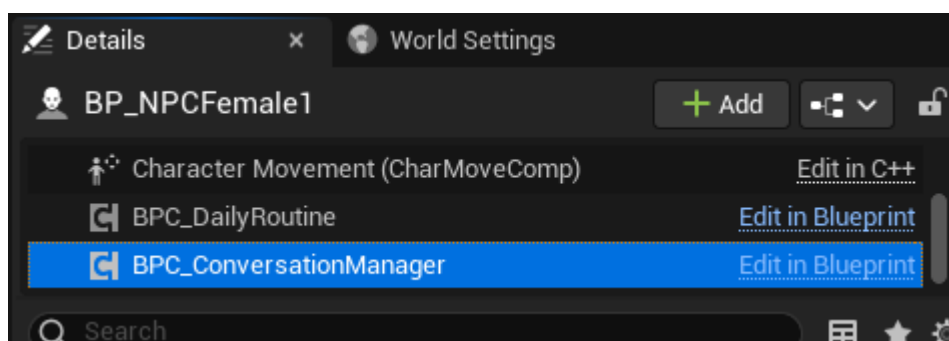 Details × World Settings
BP_NPCFemale1 + Add
Character Movement (CharMoveComp) Edit in C++
BPC_DailyRoutine Edit in Blueprint
BPC_ConversationManager Edit in Blueprint
Search